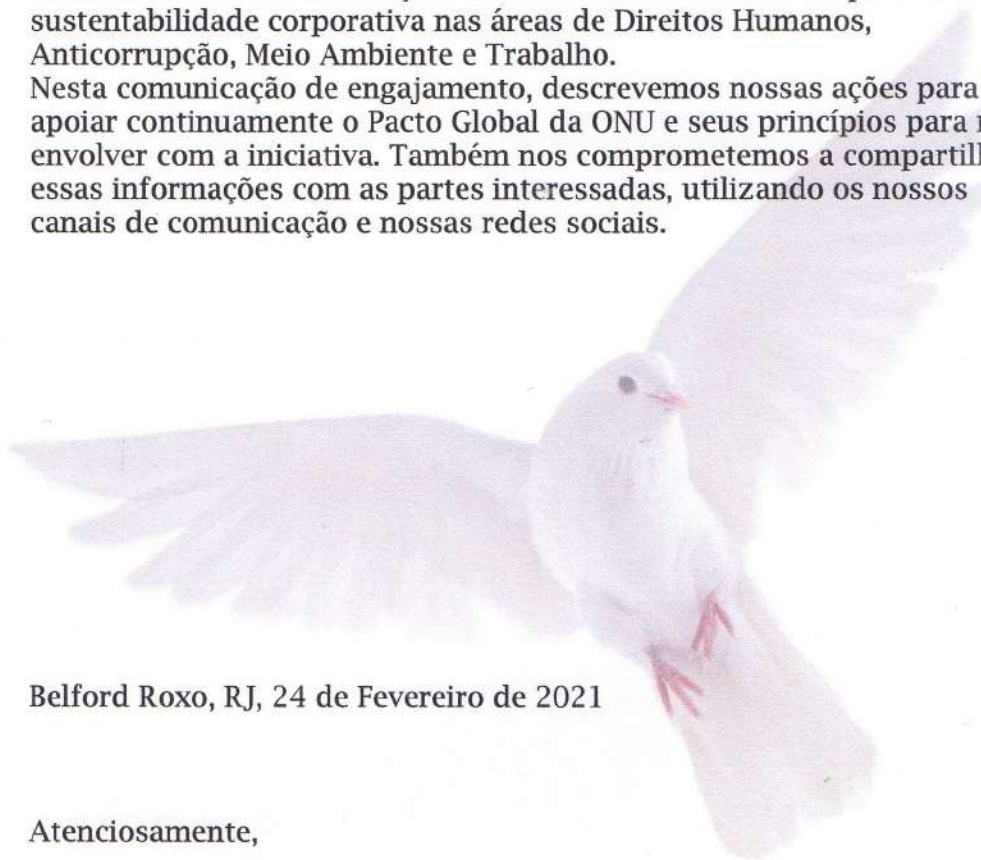 sustentabilidade corporativa nas áreas de Direitos Humanos,
Anticorrupção, Meio Ambiente e Trabalho.
Nesta comunicação de engajamento, descrevemos nossas ações para
apoiar continuamente o Pacto Global da ONU e seus princípios para
envolver com a iniciativa. Também nos comprometemos a
essas informações com as partes interessadas, utilizando os nossos
canais de comunicação e nossas redes sociais.
Belford Roxo, RJ, 24 de Fevereiro de 2021
Atenciosamente,